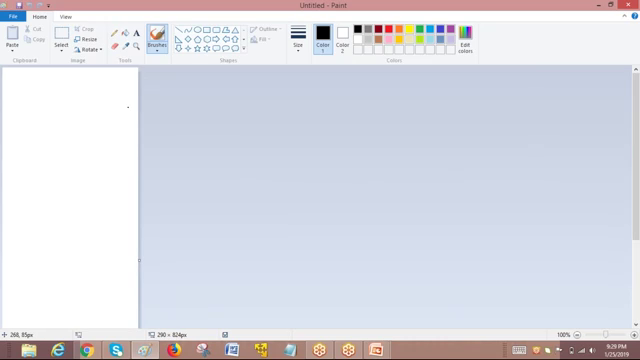 Untitled - Paint
File Home View
Paste Cut Copy Select Crop Resize Rotate Brushes Outline Fill Size Color 1 Color 2 Edit colors
Clipboard Image Tools Shapes Colors
268, 85px 290 × 824px 100%
9:29 PM
1/25/2019